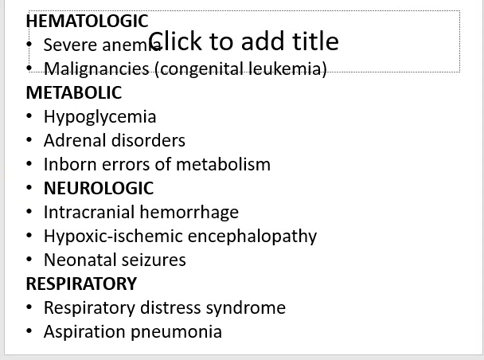 HEMATOLOGIC
• Severe anemia
Click to add title
• Malignancies (congenital leukemia)
METABOLIC
• Hypoglycemia
• Adrenal disorders
• Inborn errors of metabolism
• NEUROLOGIC
• Intracranial hemorrhage
• Hypoxic-ischemic encephalopathy
• Neonatal seizures
RESPIRATORY
• Respiratory distress syndrome
• Aspiration pneumonia